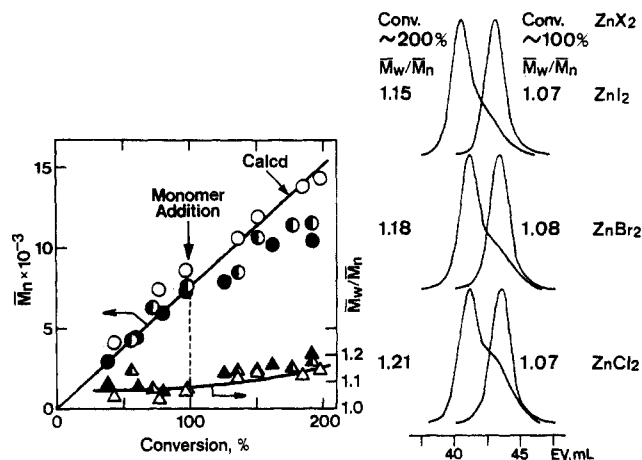 Conv. Conv. ZnX2
~200% ~100%
M̄w/M̄n M̄w/M̄n
1.15 1.07 ZnI2
15
Calcd
Monomer
Addition
10
M̄n × 10⁻³
M̄w/M̄n
1.18 1.08 ZnBr2
5
1.2
1.1
0 1.0
0 50 100 150 200
Conversion, %
1.21 1.07 ZnCl2
40 45 EV, mL